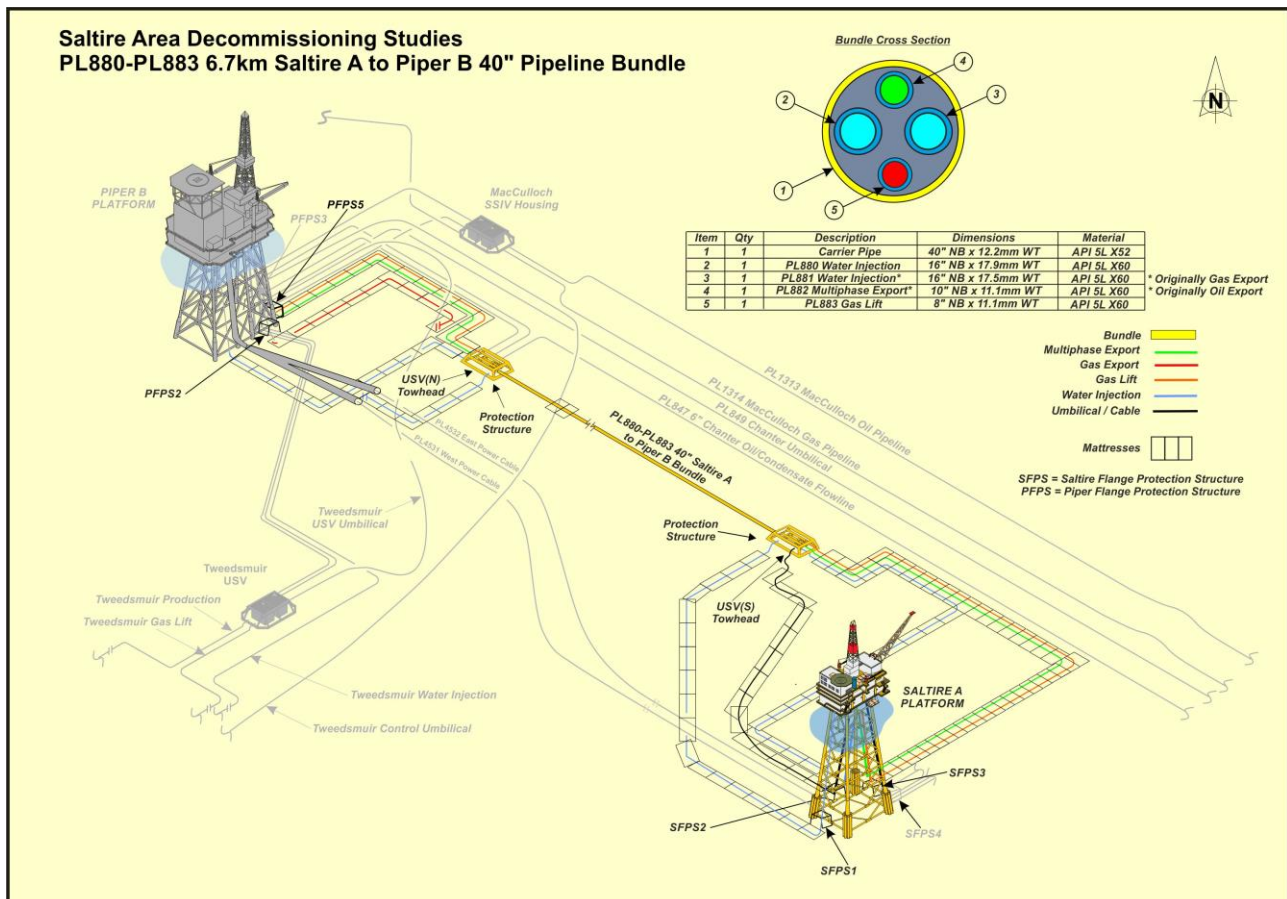 Saltire Area Decommissioning Studies
PL880-PL883 6.7km Saltire A to Piper B 40" Pipeline Bundle
Bundle Cross Section
4
2
3
1
5
N
PIPER B
PLATFORM
PFPS5
PFPS3
MacCulloch
SSIV Housing
Item Qty Description Dimensions Material
1 1 Carrier Pipe 40" NB x 12.2mm WT API 5L X52
2 1 PL880 Water Injection 16" NB x 17.9mm WT API 5L X60
3 1 PL881 Water Injection* 16" NB x 17.5mm WT API 5L X60 * Originally Gas Export
4 1 PL882 Multiphase Export* 10" NB x 11.1mm WT API 5L X60 * Originally Oil Export
5 1 PL883 Gas Lift 8" NB x 11.1mm WT API 5L X60
Bundle
Multiphase Export
Gas Export
Gas Lift
Water Injection
Umbilical / Cable
Mattresses
SFPS = Saltire Flange Protection Structure
PFPS = Piper Flange Protection Structure
PFPS2
USV(N)
Towhead
Protection
Structure
PL1313 MacCulloch Oil Pipeline
PL1314 MacCulloch Gas Pipeline
PL849 Chanter Umbilical
PL847 6" Chanter Oil/Condensate Flowline
PL880-PL883 40" Saltire A
to Piper B Bundle
PL4532 East Power Cable
PL4531 West Power Cable
Tweedsmuir
USV Umbilical
Protection
Structure
Tweedsmuir
USV
Tweedsmuir Production
Tweedsmuir Gas Lift
USV(S)
Towhead
Tweedsmuir Water Injection
Tweedsmuir Control Umbilical
SALTIRE A
PLATFORM
SFPS3
SFPS2
SFPS4
SFPS1